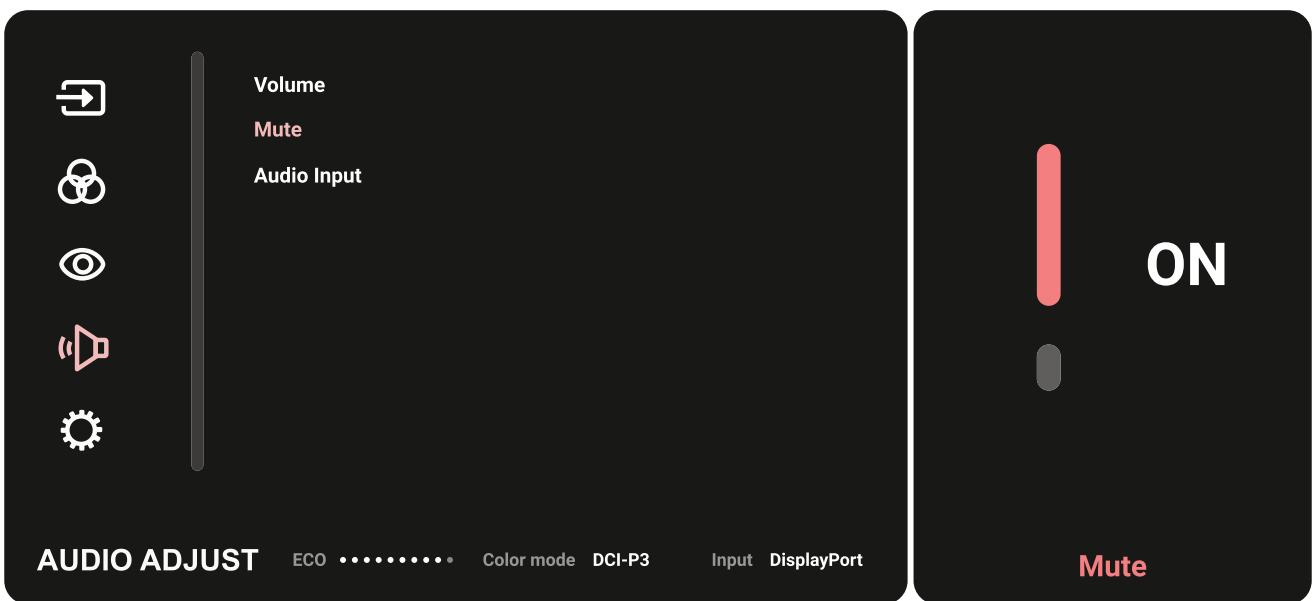 Volume
Mute
Audio Input
AUDIO ADJUST ECO Color mode DCI-P3 Input DisplayPort
ON
Mute